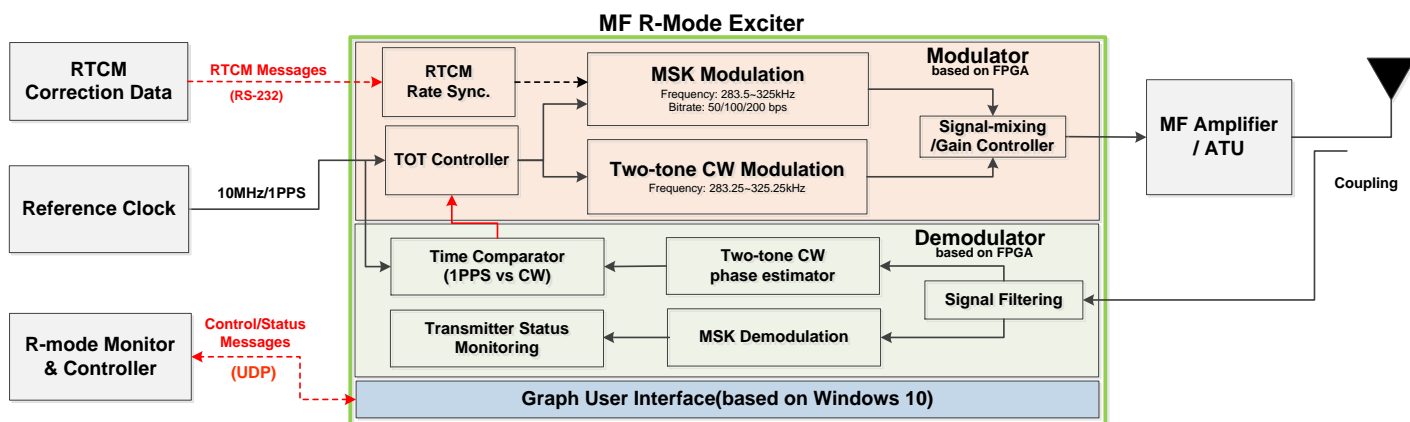 MF R-Mode Exciter
RTCM
Correction Data
RTCM Messages
(RS-232)
Reference Clock
10MHz/1PPS
R-mode Monitor
& Controller
Control/Status
Messages
(UDP)
Modulator
based on FPGA
RTCM
Rate Sync.
MSK Modulation
Frequency: 283.5~325kHz
Bitrate: 50/100/200 bps
TOT Controller
Two-tone CW Modulation
Frequency: 283.25~325.25kHz
Signal-mixing
/Gain Controller
Demodulator
based on FPGA
Time Comparator
(1PPS vs CW)
Two-tone CW
phase estimator
Signal Filtering
Transmitter Status
Monitoring
MSK Demodulation
Graph User Interface(based on Windows 10)
MF Amplifier
/ ATU
Coupling